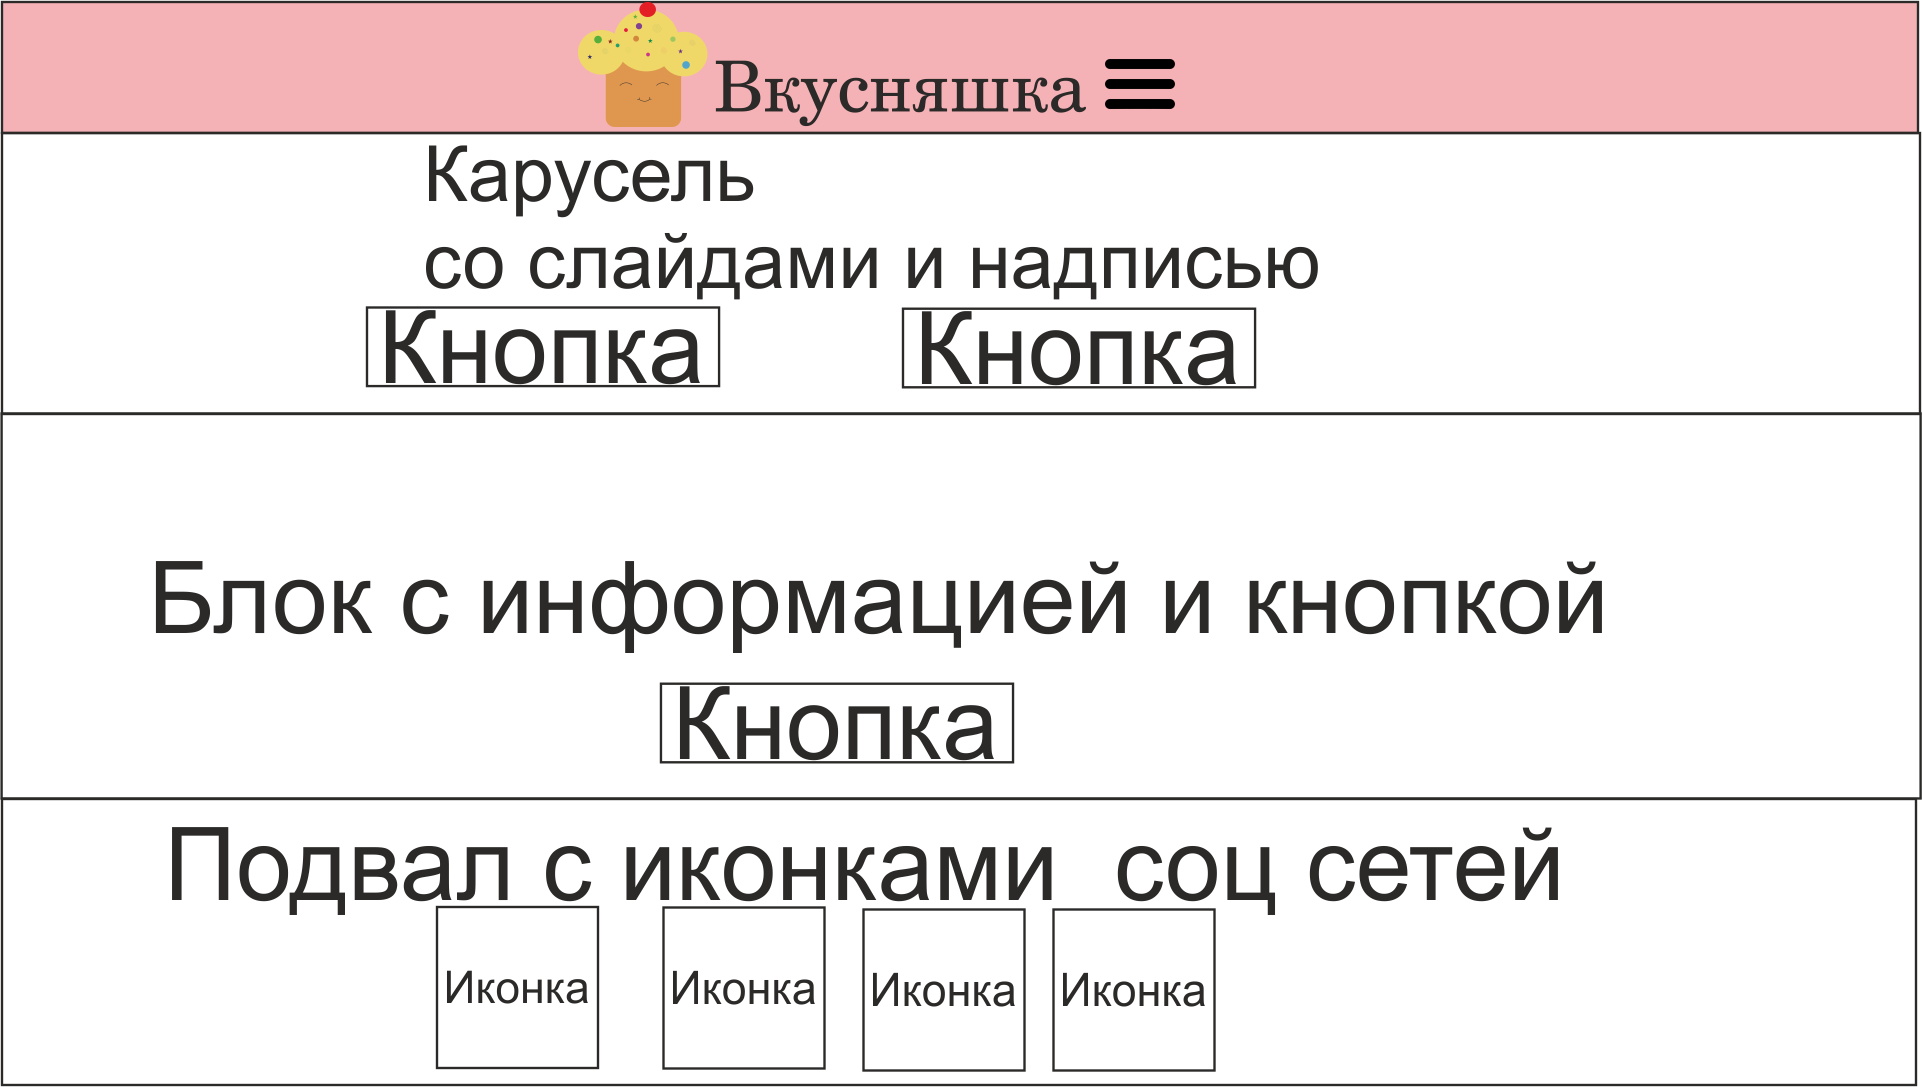 Вкусняшка
Карусель
со слайдами и надписью
Кнопка Кнопка
Блок с информацией и кнопкой
Кнопка
Подвал с иконками соц сетей
Иконка Иконка Иконка Иконка